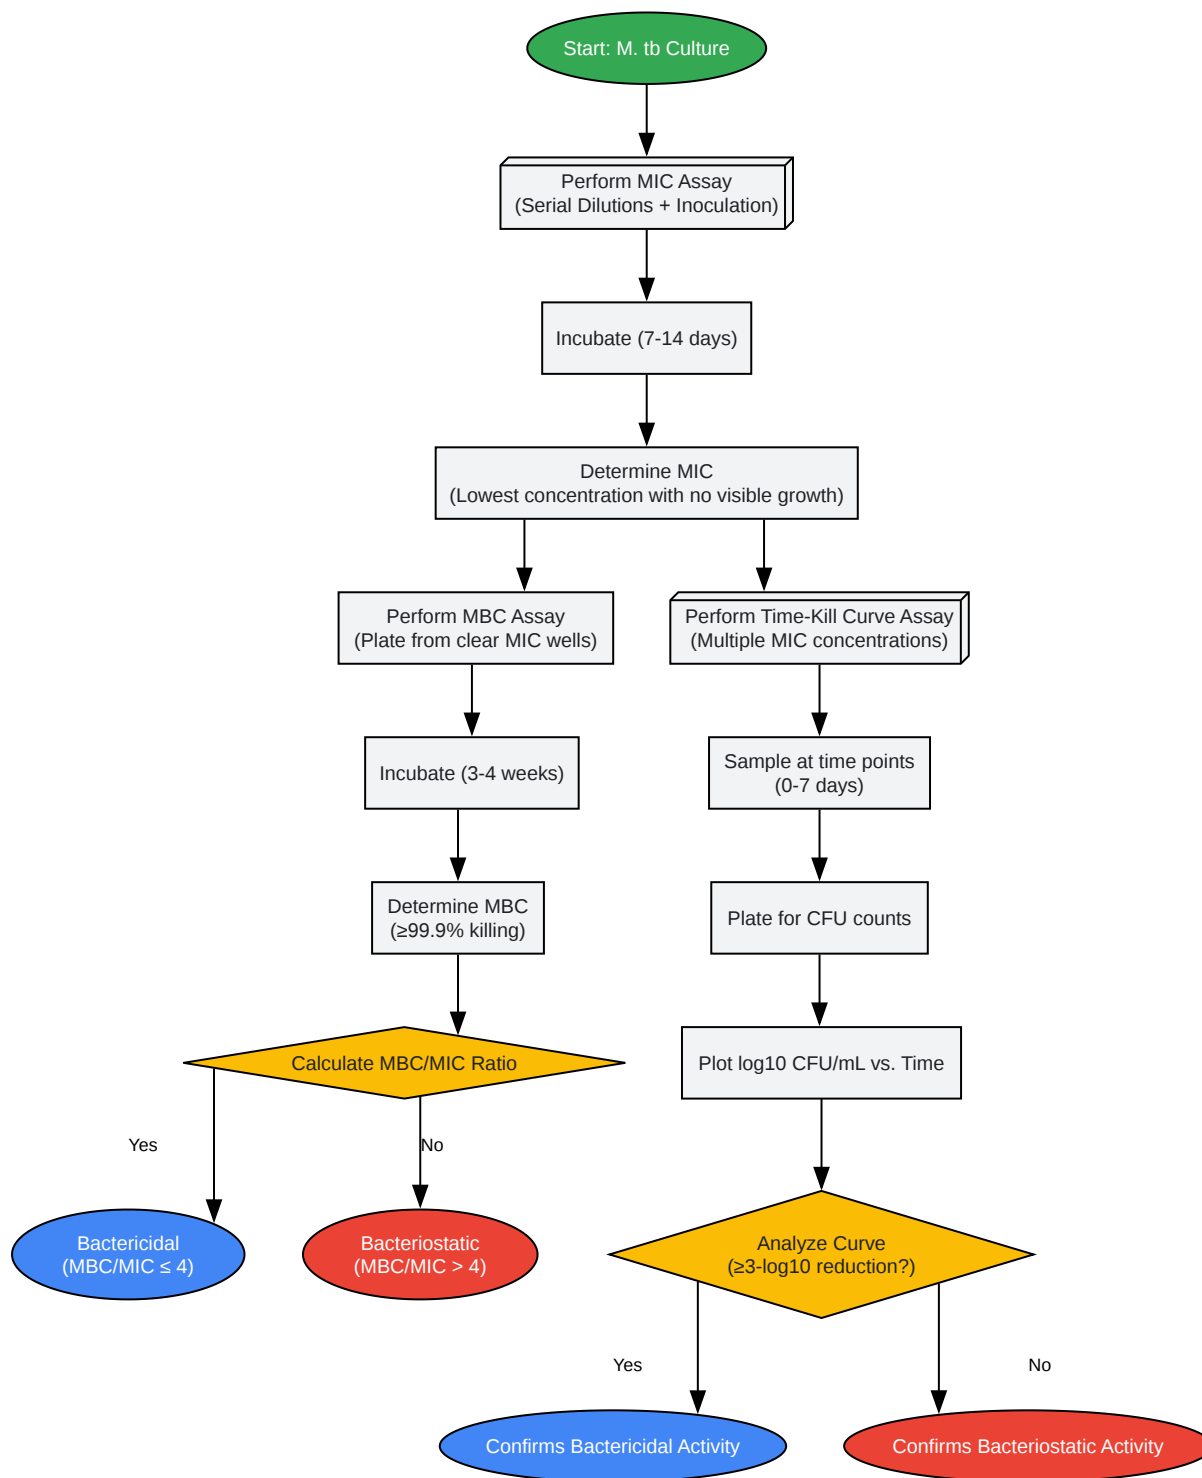 Start: M. tb Culture
Perform MIC Assay
(Serial Dilutions + Inoculation)
Incubate (7-14 days)
Determine MIC
(Lowest concentration with no visible growth)
Perform MBC Assay
(Plate from clear MIC wells)
Perform Time-Kill Curve Assay
(Multiple MIC concentrations)
Incubate (3-4 weeks)
Sample at time points
(0-7 days)
Determine MBC
(≥99.9% killing)
Plate for CFU counts
Calculate MBC/MIC Ratio
Plot log10 CFU/mL vs. Time
Yes
No
Bactericidal
(MBC/MIC ≤ 4)
Bacteriostatic
(MBC/MIC > 4)
Analyze Curve
(≥3-log10 reduction?)
Yes
No
Confirms Bactericidal Activity
Confirms Bacteriostatic Activity